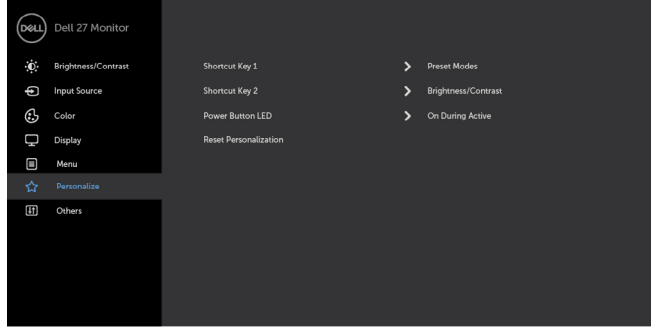 DELL Dell 27 Monitor
Brightness/Contrast
Input Source
Color
Display
Menu
Personalize
Others
Shortcut Key 1 > Preset Modes
Shortcut Key 2 > Brightness/Contrast
Power Button LED > On During Active
Reset Personalization